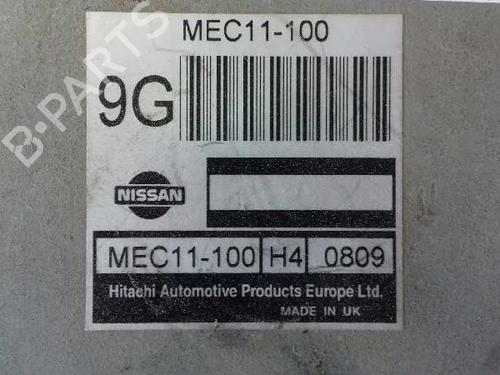 MEC11-100
9G
NISSAN
MEC11-100 H4 0809
Hitachi Automotive Products Europe Ltd.
MADE IN UK
B-PARTS